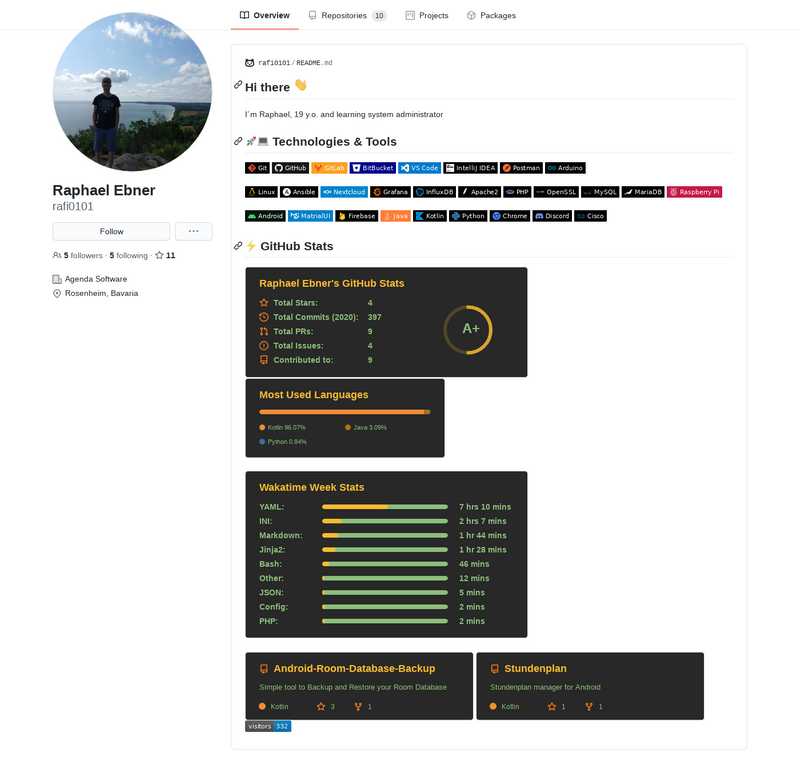 Overview Repositories 10 Projects Packages
rafi0101/README.md
Hi there
I´m Raphael, 19 y.o. and learning system administrator
Technologies & Tools
Git GitHub GitLab BitBucket VS Code IntelliJ IDEA Postman Arduino
Linux Ansible Nextcloud Grafana InfluxDB Apache2 PHP OpenSSL MySQL MariaDB Raspberry Pi
Android MatrialUI Firebase Java Kotlin Python Chrome Discord Cisco
Raphael Ebner
rafi0101
Follow ...
5 followers · 5 following · 11
Agenda Software
Rosenheim, Bavaria
GitHub Stats
Raphael Ebner's GitHub Stats
Total Stars: 4
Total Commits (2020): 397
Total PRs: 9
Total Issues: 4
Contributed to: 9
A+
Most Used Languages
Kotlin 96.07% Java 3.09%
Python 0.84%
Wakatime Week Stats
YAML: 7 hrs 10 mins
INI: 2 hrs 7 mins
Markdown: 1 hr 44 mins
Jinja2: 1 hr 28 mins
Bash: 46 mins
Other: 12 mins
JSON: 5 mins
Config: 2 mins
PHP: 2 mins
Android-Room-Database-Backup
Simple tool to Backup and Restore your Room Database
Kotlin 3 1
Stundenplan
Stundenplan manager for Android
Kotlin 1 1
visitors 332